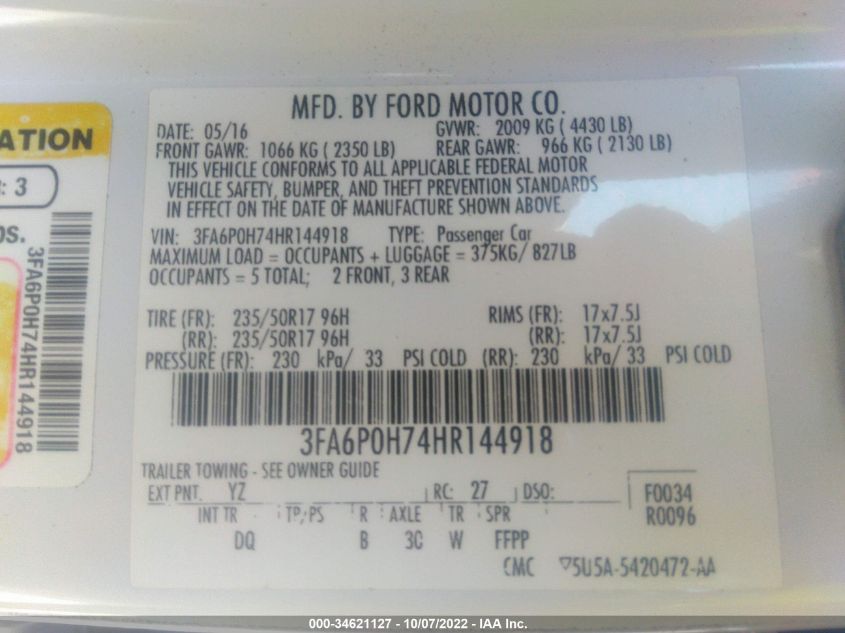 MFD. BY FORD MOTOR CO.
DATE: 05/16 GVWR: 2009 KG ( 4430 LB)
FRONT GAWR: 1066 KG ( 2350 LB) REAR GAWR: 966 KG ( 2130 LB)
THIS VEHICLE CONFORMS TO ALL APPLICABLE FEDERAL MOTOR
VEHICLE SAFETY, BUMPER, AND THEFT PREVENTION STANDARDS
IN EFFECT ON THE DATE OF MANUFACTURE SHOWN ABOVE.
VIN: 3FA6P0H74HR144918 TYPE: Passenger Car
MAXIMUM LOAD = OCCUPANTS + LUGGAGE = 375KG/ 827LB
OCCUPANTS = 5 TOTAL; 2 FRONT, 3 REAR
TIRE (FR): 235/50R17 96H RIMS (FR): 17x7.5J
(RR): 235/50R17 96H (RR): 17x7.5J
PRESSURE (FR): 230 kPa/ 33 PSI COLD (RR): 230 kPa/ 33 PSI COLD
3FA6P0H74HR144918
TRAILER TOWING - SEE OWNER GUIDE
EXT PNT: YZ RC: 27 DSO: F0034
INT TR TP/PS R AXLE TR SPR R0096
DQ B 3C W FFPP
CMC 5U5A-5420472-AA
ATION
: 3
os.
3FA6P0H74HR144918
000-34621127 - 10/07/2022 - IAA Inc.